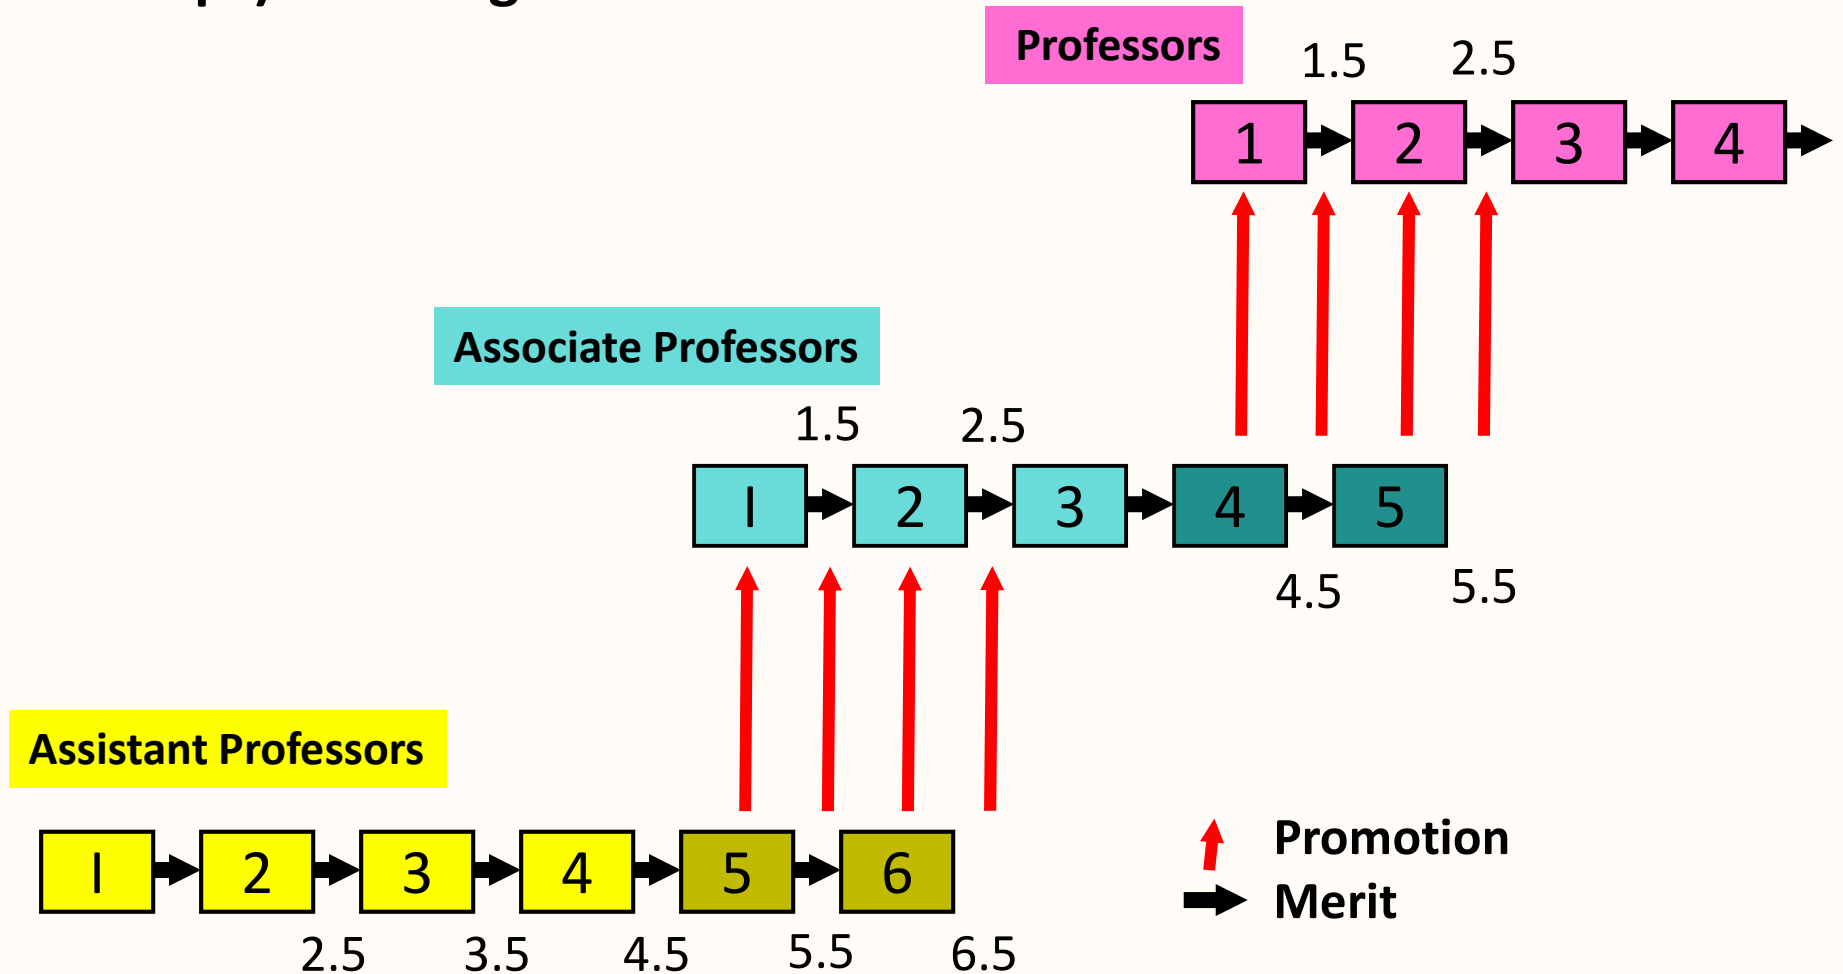 Professors
1.5 2.5
1 2 3 4
Associate Professors
1.5 2.5
I 2 3 4 5
4.5 5.5
Assistant Professors
I 2 3 4 5 6
2.5 3.5 4.5 5.5 6.5
Promotion
Merit